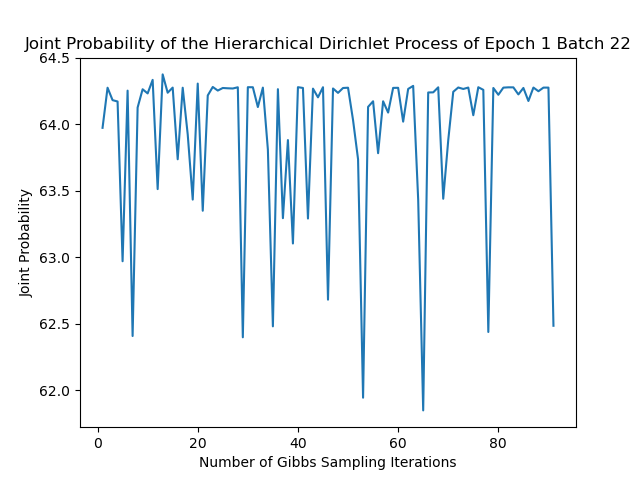 Joint Probability of the Hierarchical Dirichlet Process of Epoch 1 Batch 22
64.5
64.0
63.5
63.0
62.5
62.0
Joint Probability
0 20 40 60 80
Number of Gibbs Sampling Iterations